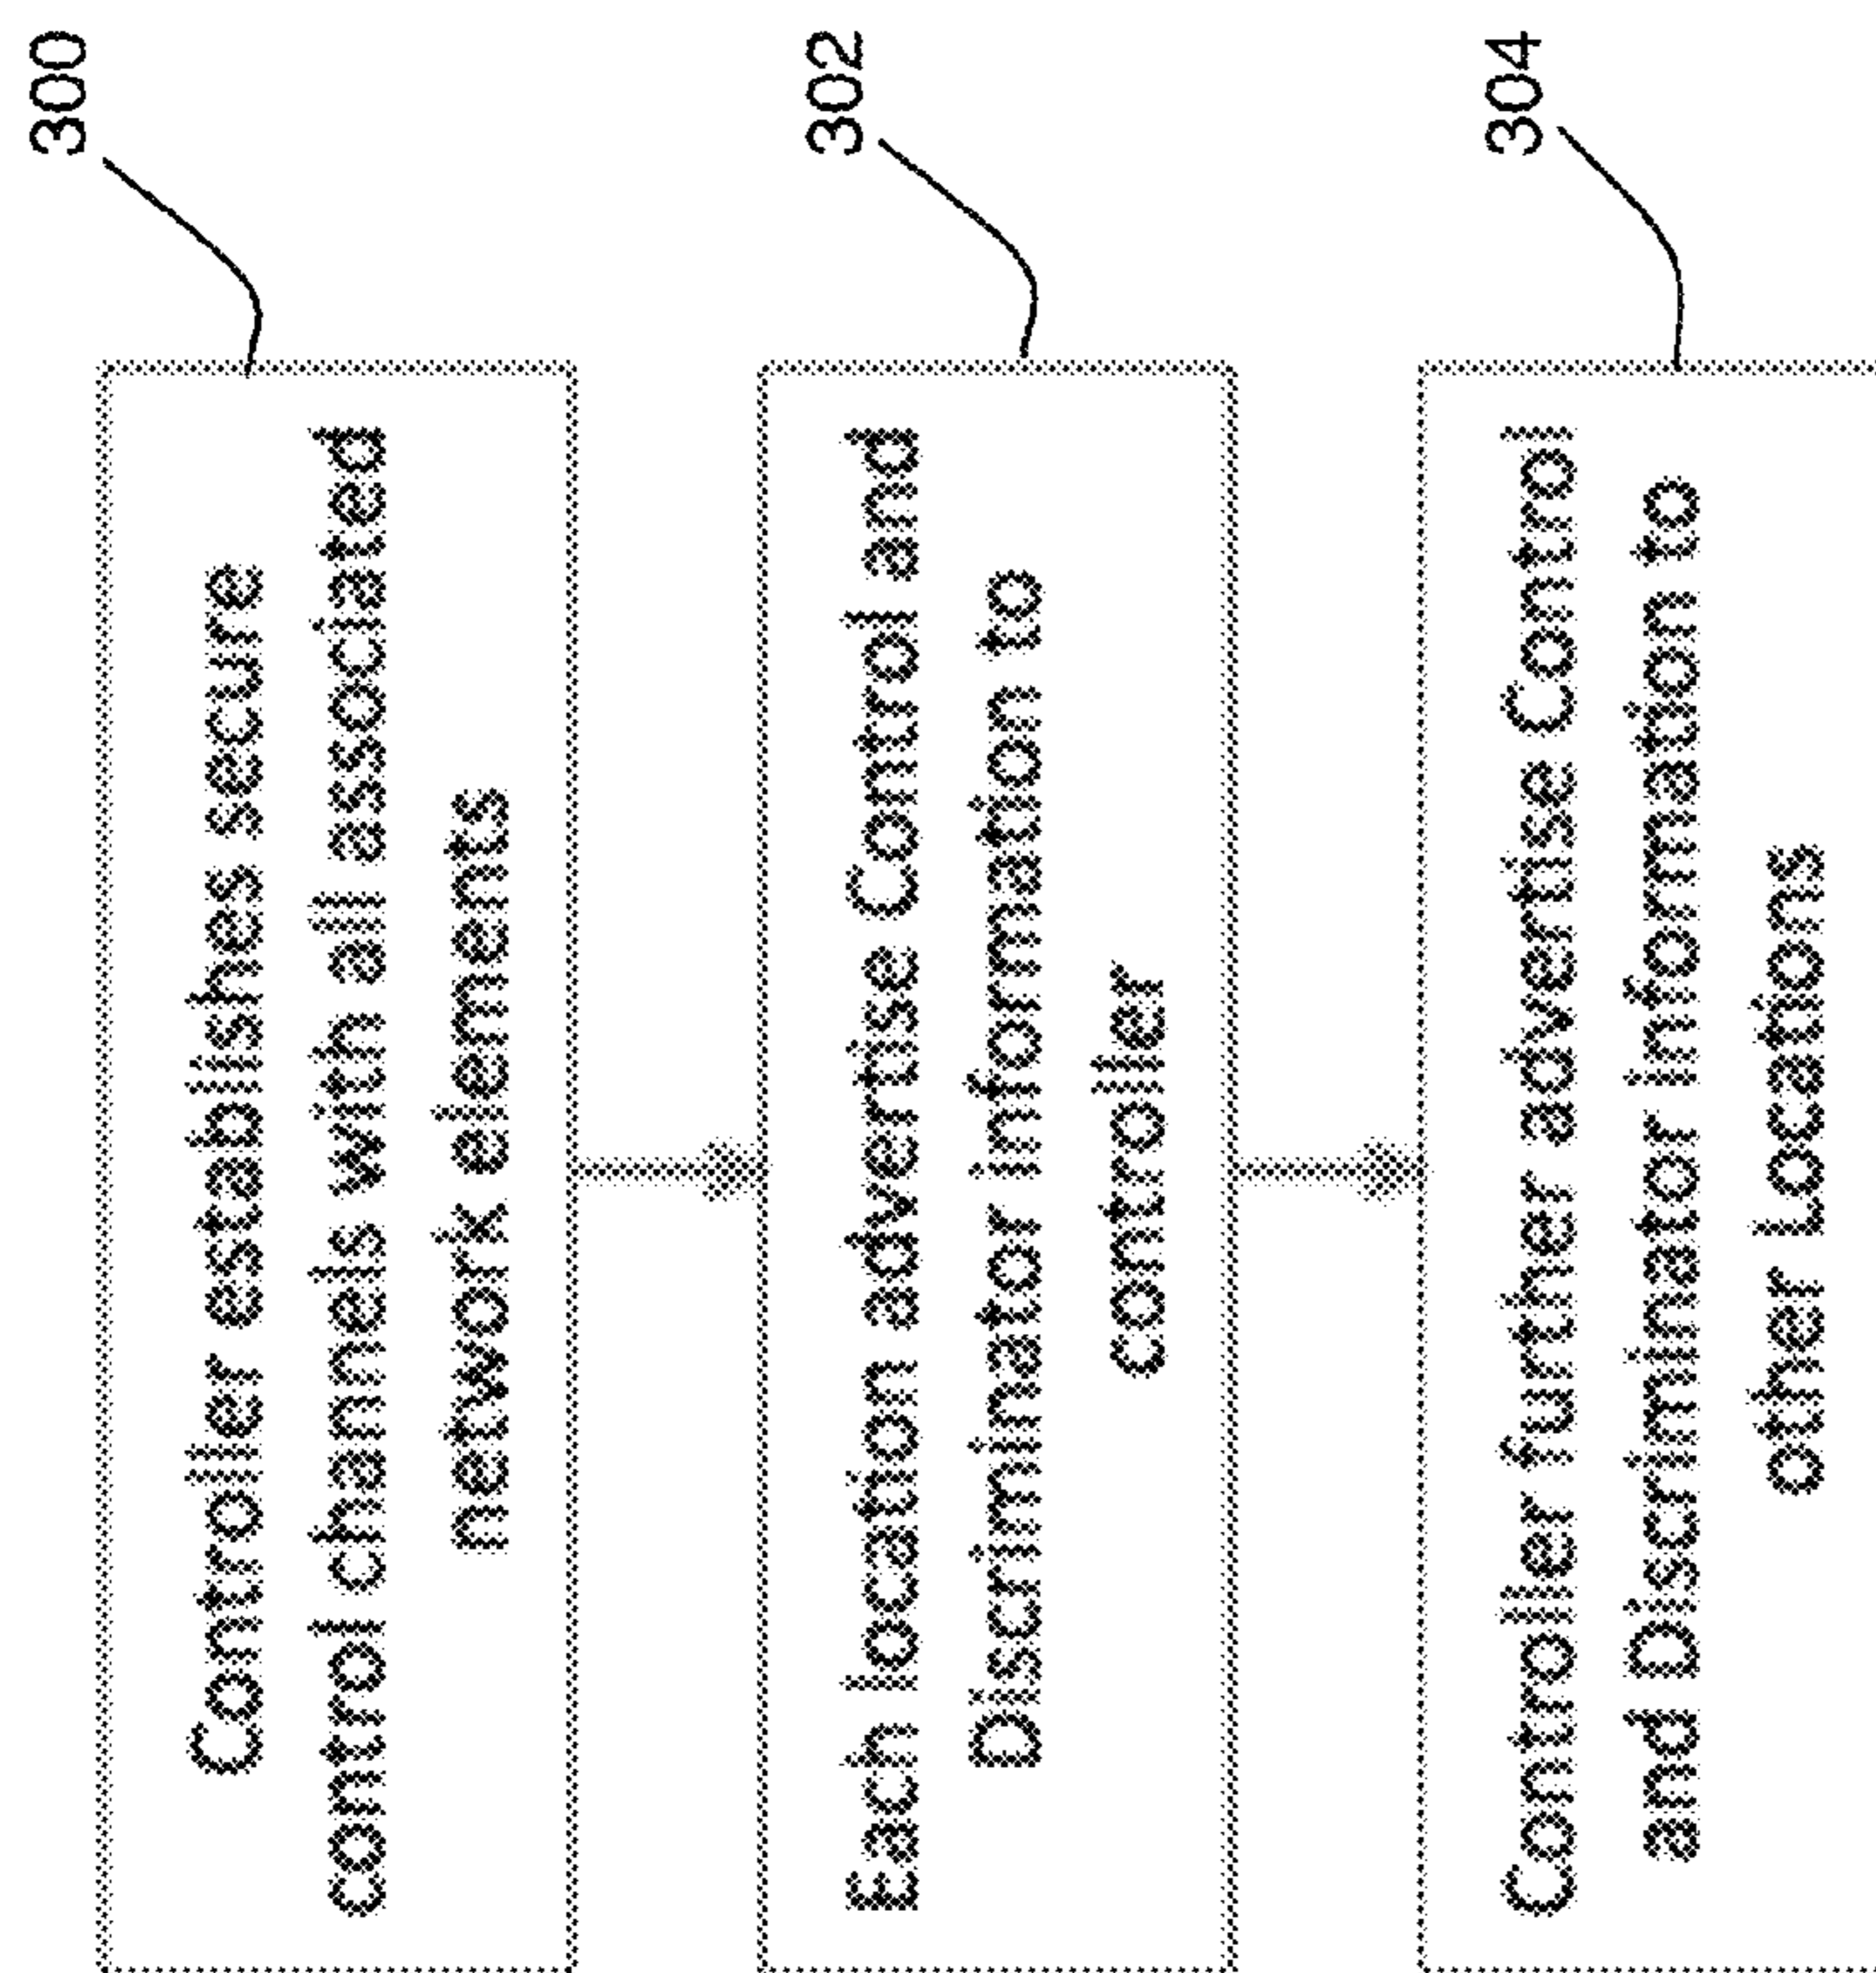 300
Controller establishes secure
control channels with all associated
network elements
302
Each location advertise Control and
Discriminator information to
controller
304
Controller further advertise Control
and Discriminator information to
other Locations